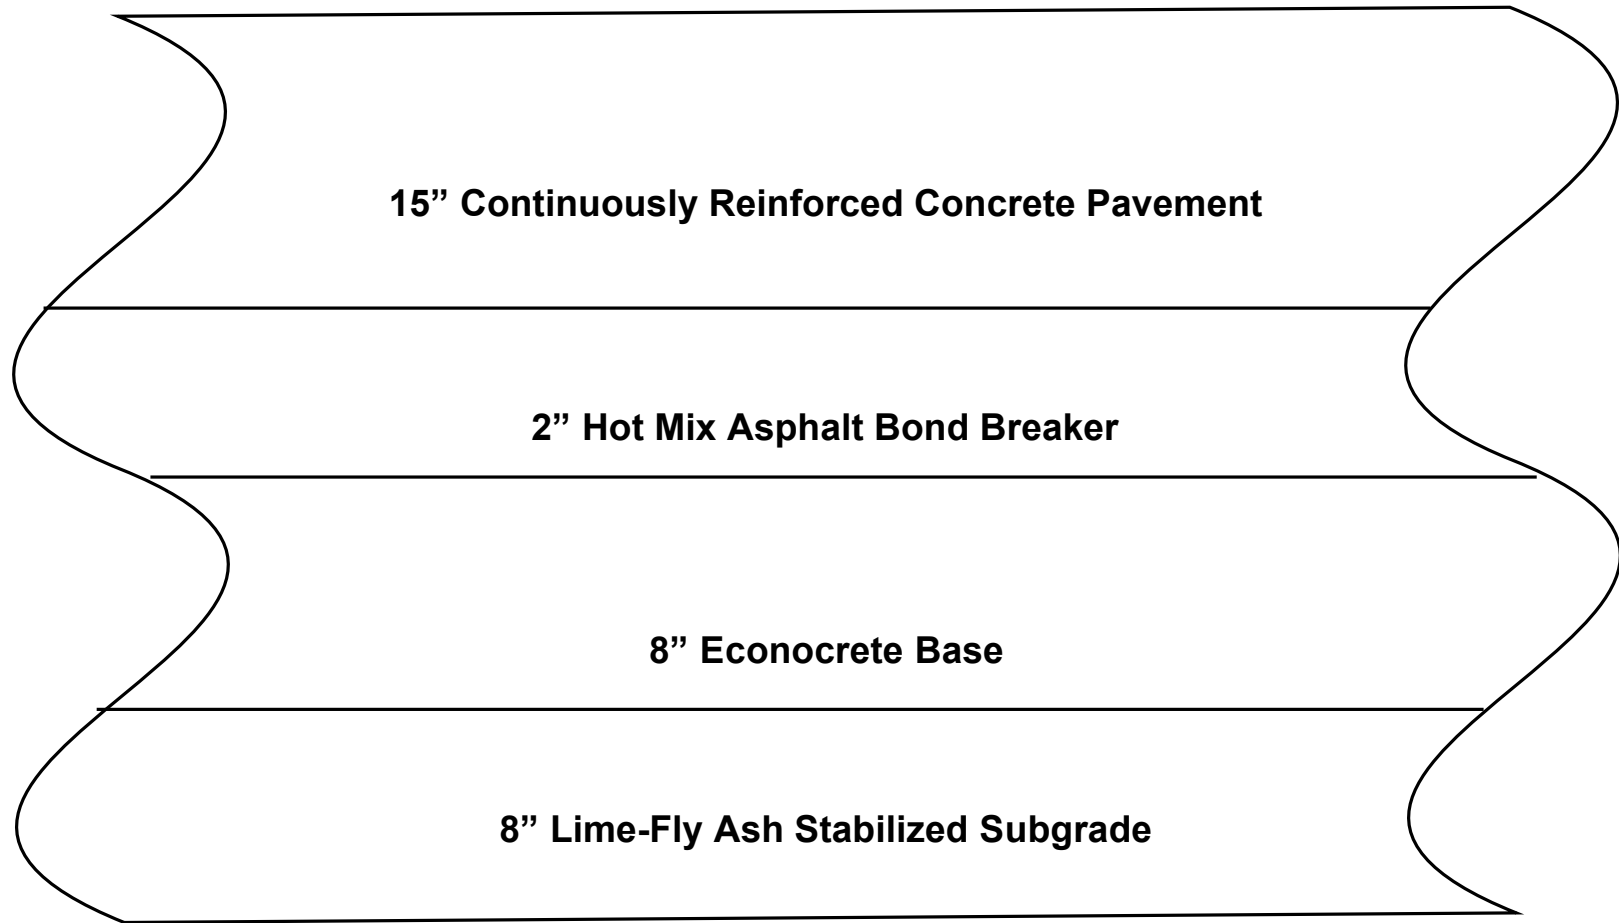 15” Continuously Reinforced Concrete Pavement
2” Hot Mix Asphalt Bond Breaker
8” Econocrete Base
8” Lime-Fly Ash Stabilized Subgrade